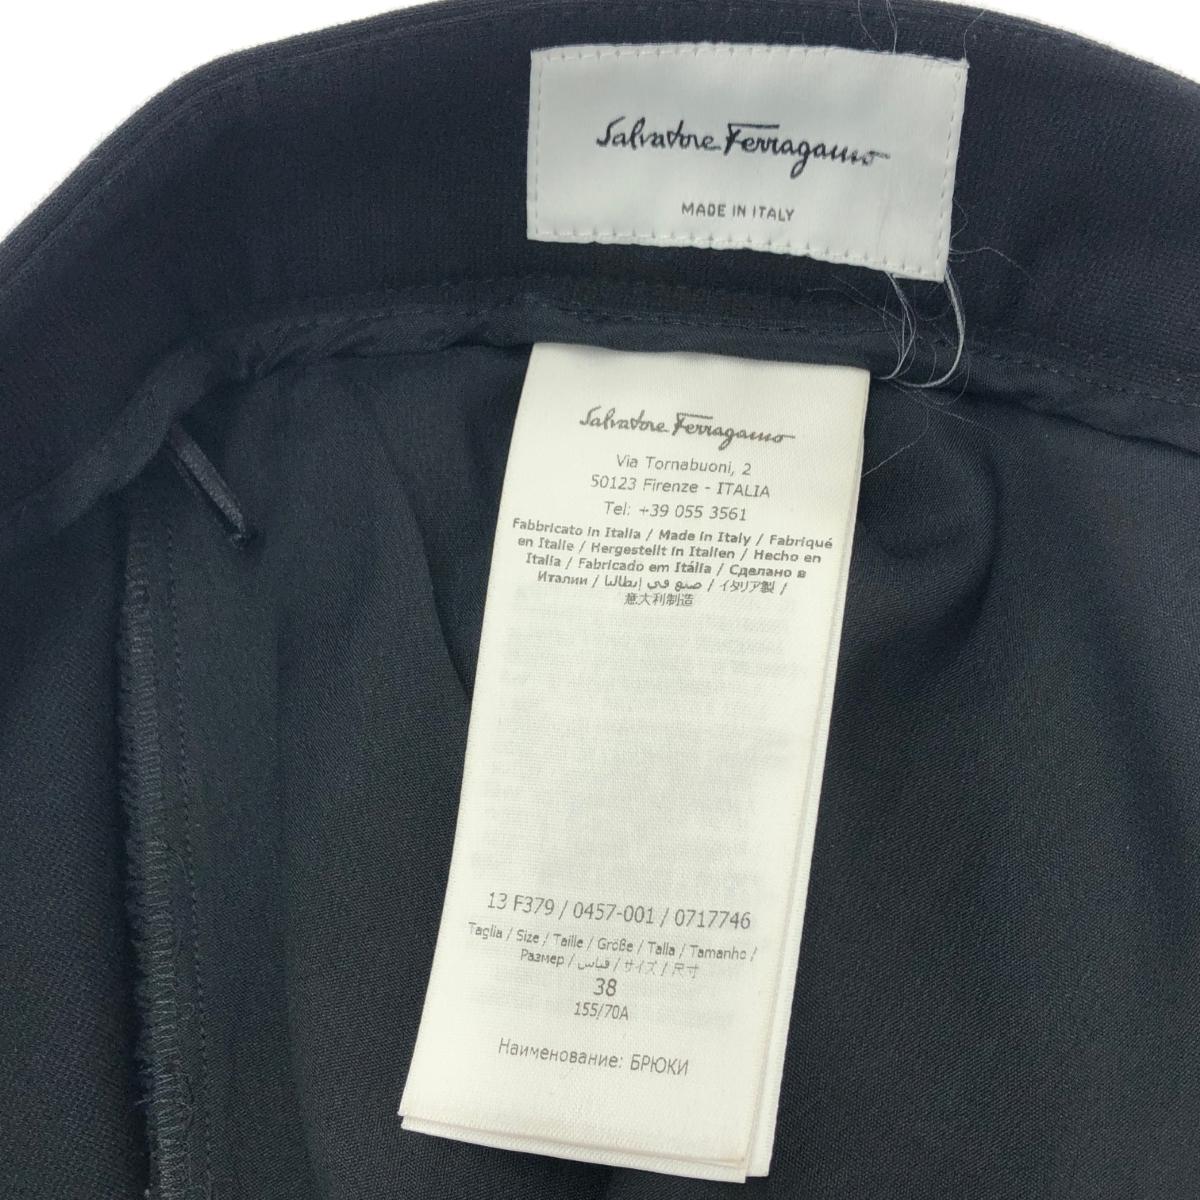 Salvatore Ferragamo
MADE IN ITALY
Salvatore Ferragamo
Via Tornabuoni, 2
50123 Firenze - ITALIA
Tel: +39 055 3561
Fabbricato in Italia / Made in Italy / Fabriqué
en Italie / Hergestellt in Italien / Hecho en
Italia / Fabricado em Itália / Сделано в
Италии / صنع في إيطاليا / イタリア製 /
意大利制造
13 F379 / 0457-001 / 0717746
Taglia / Size / Taille / Größe / Talla / Tamanho /
Размер / قياس / サイズ / 尺寸
38
155/70A
Наименование: БРЮКИ